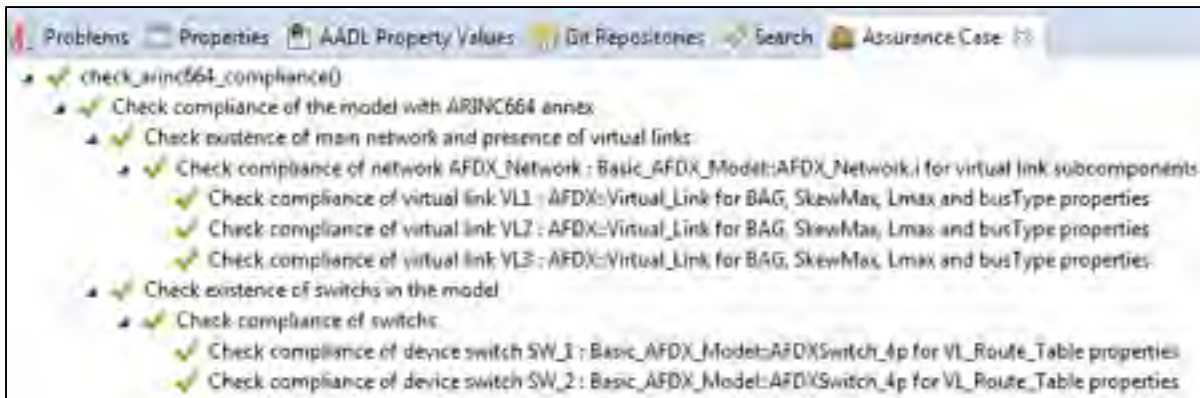 Problems Properties AADL Property Values Git Repositories Search Assurance Case
check_arinc664_compliance()
Check compliance of the model with ARINC664 annex
Check existence of main network and presence of virtual links
Check compliance of network AFDX_Network : Basic_AFDX_Model::AFDX_Network.i for virtual link subcomponents
Check compliance of virtual link VL1 : AFDX::Virtual_Link for BAG, SkewMax, Lmax and busType properties
Check compliance of virtual link VL2 : AFDX::Virtual_Link for BAG, SkewMax, Lmax and busType properties
Check compliance of virtual link VL3 : AFDX::Virtual_Link for BAG, SkewMax, Lmax and busType properties
Check existence of switchs in the model
Check compliance of switchs
Check compliance of device switch SW_1 : Basic_AFDX_Model::AFDXSwitch_4p for VL_Route_Table properties
Check compliance of device switch SW_2 : Basic_AFDX_Model::AFDXSwitch_4p for VL_Route_Table properties